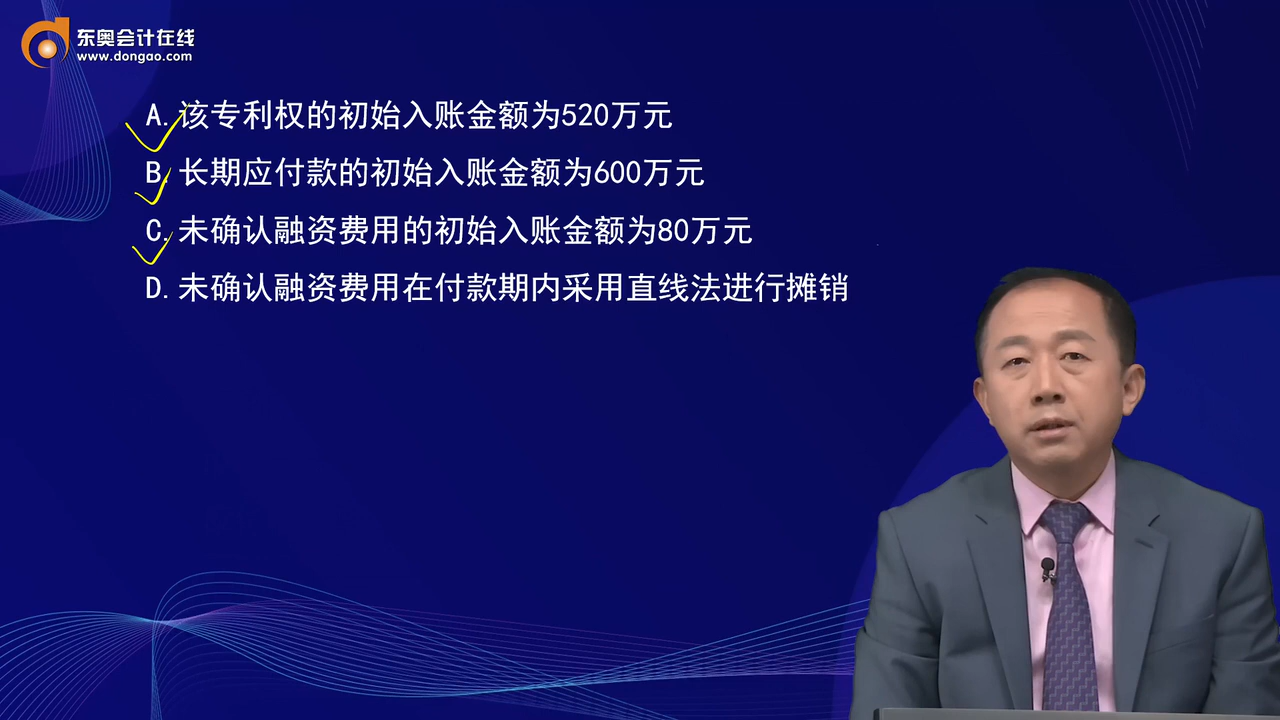 东奥会计在线
www.dongao.com
A. 该专利权的初始入账金额为520万元
B. 长期应付款的初始入账金额为600万元
C. 未确认融资费用的初始入账金额为80万元
D. 未确认融资费用在付款期内采用直线法进行摊销